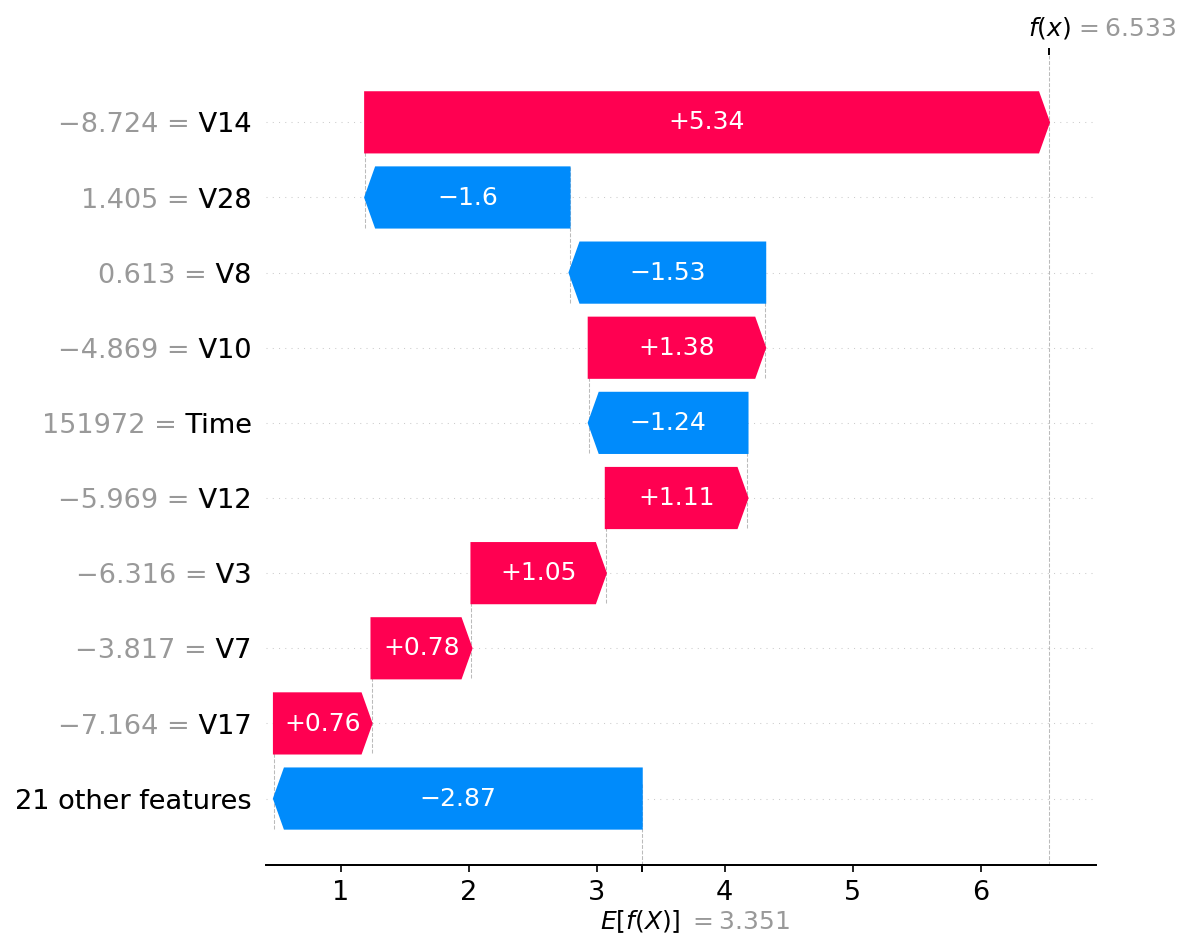 f(x) = 6.533
−8.724 = V14 +5.34
1.405 = V28 −1.6
0.613 = V8 −1.53
−4.869 = V10 +1.38
151972 = Time −1.24
−5.969 = V12 +1.11
−6.316 = V3 +1.05
−3.817 = V7 +0.78
−7.164 = V17 +0.76
21 other features −2.87
1 2 3 4 5 6
E[f(X)] = 3.351